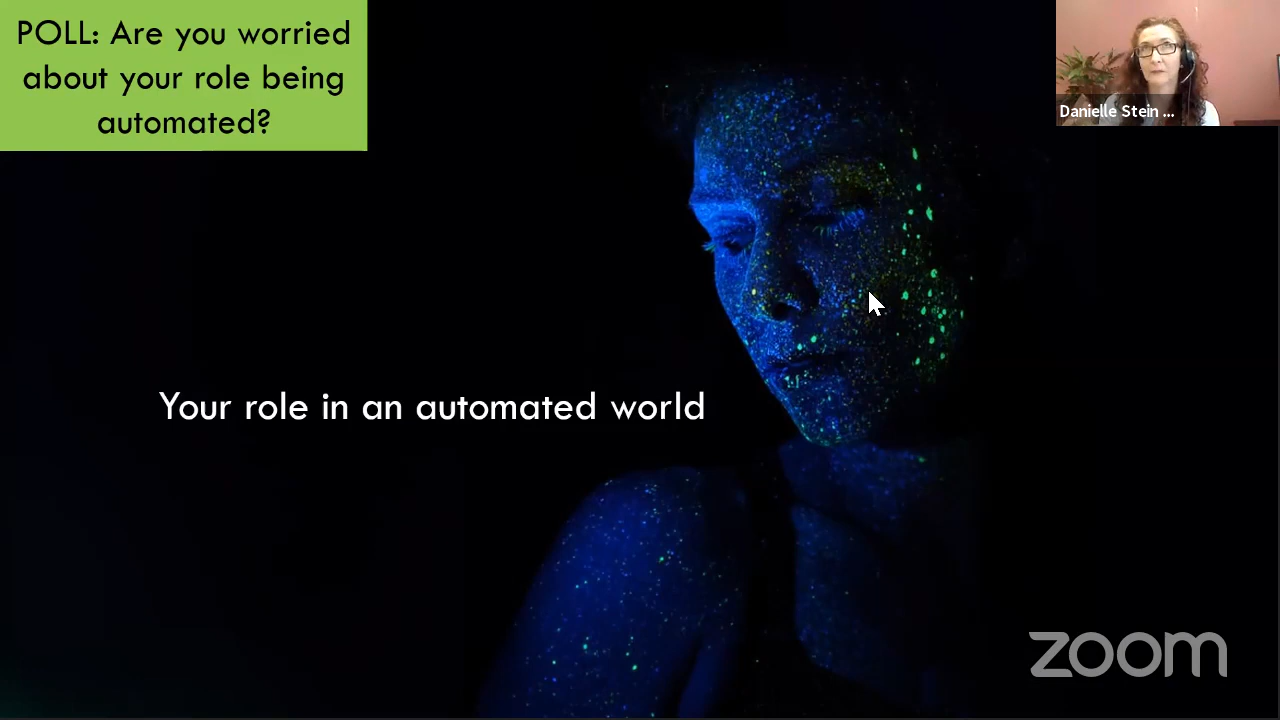 POLL: Are you worried
about your role being
automated?
Danielle Stein ...
Your role in an automated world
zoom